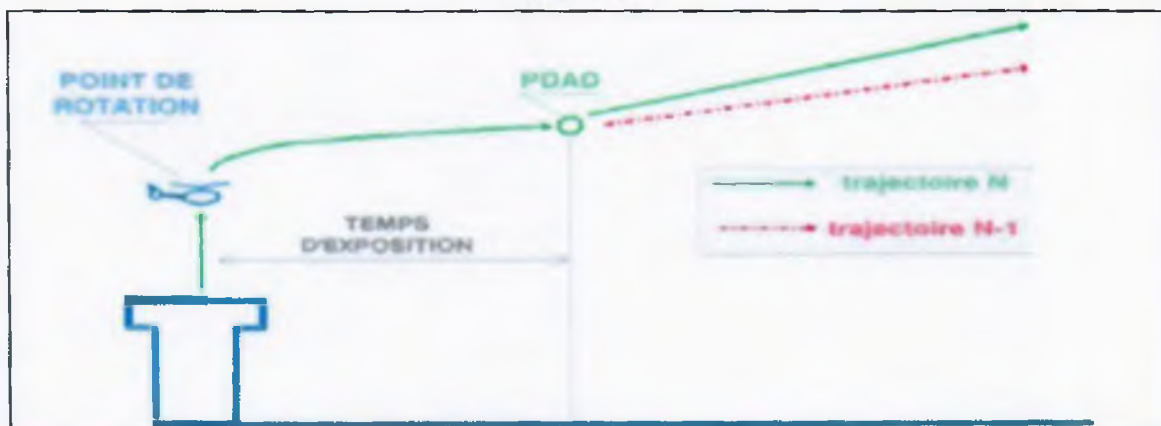 POINT DE
ROTATION
PDAD
TEMPS
D'EXPOSITION
trajectoire N
trajectoire N-1